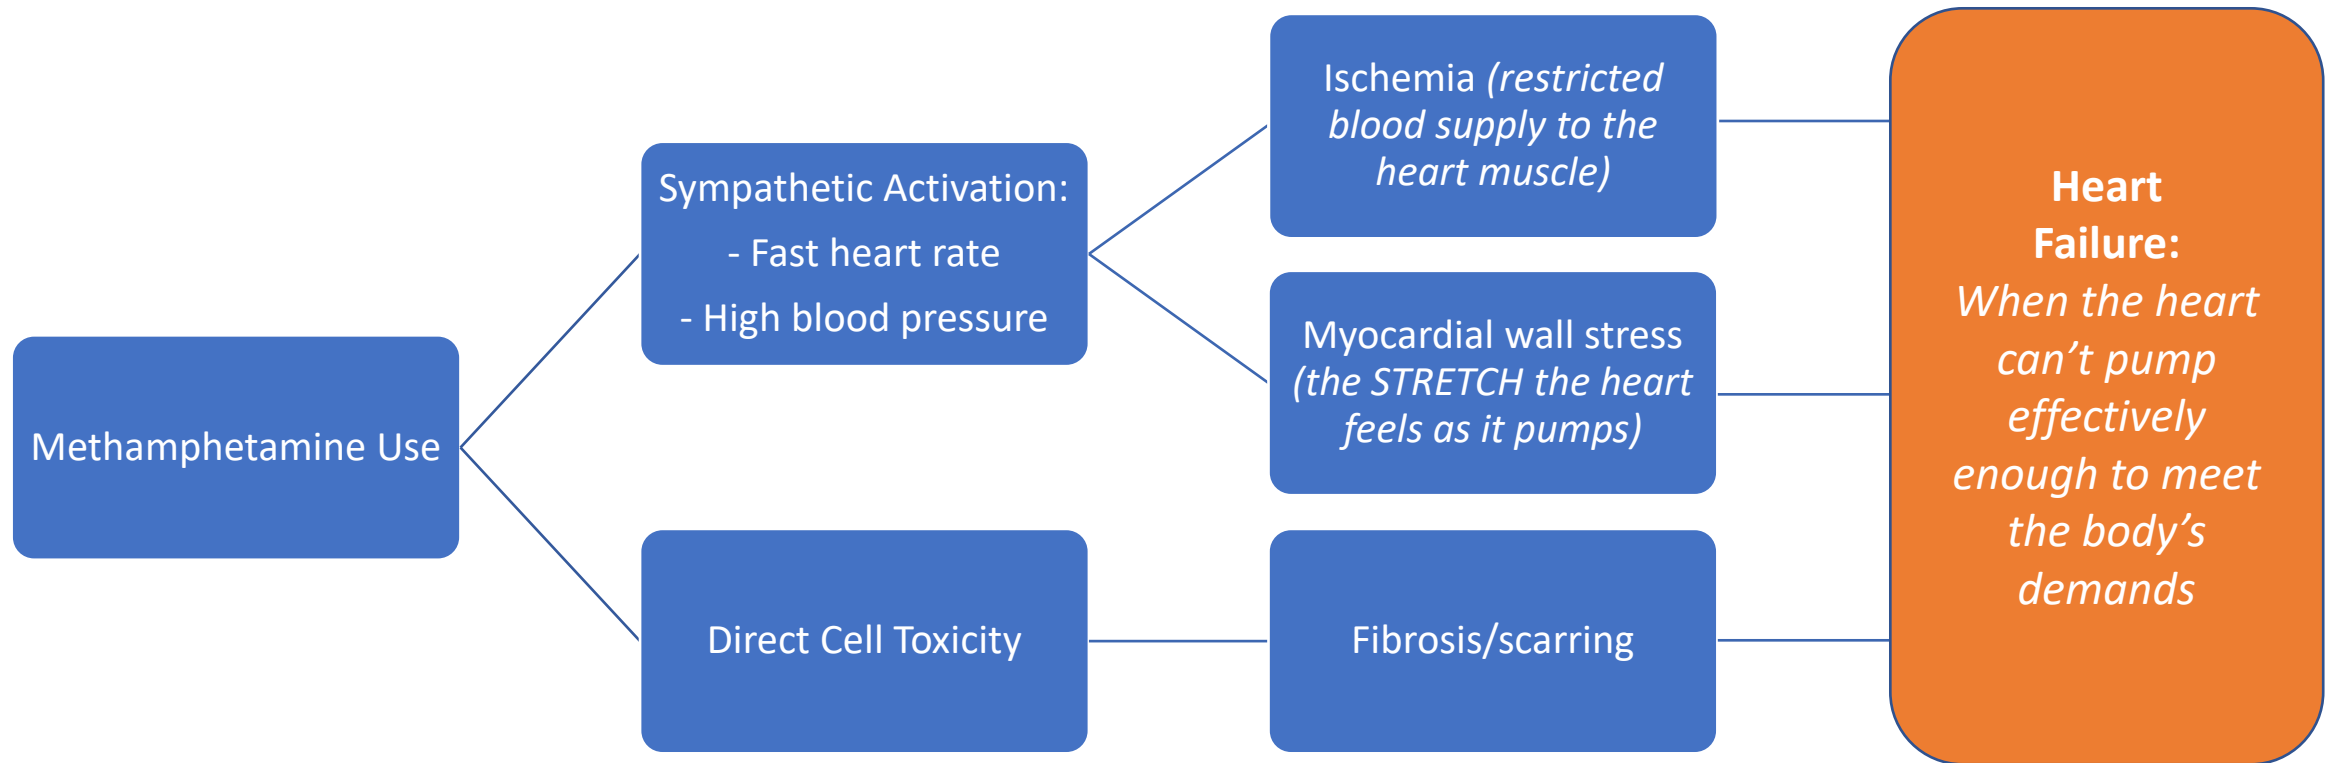 Methamphetamine Use
Sympathetic Activation:
- Fast heart rate
- High blood pressure
Direct Cell Toxicity
Ischemia (restricted
blood supply to the
heart muscle)
Myocardial wall stress
(the STRETCH the heart
feels as it pumps)
Fibrosis/scarring
Heart
Failure:
When the heart
can’t pump
effectively
enough to meet
the body’s
demands